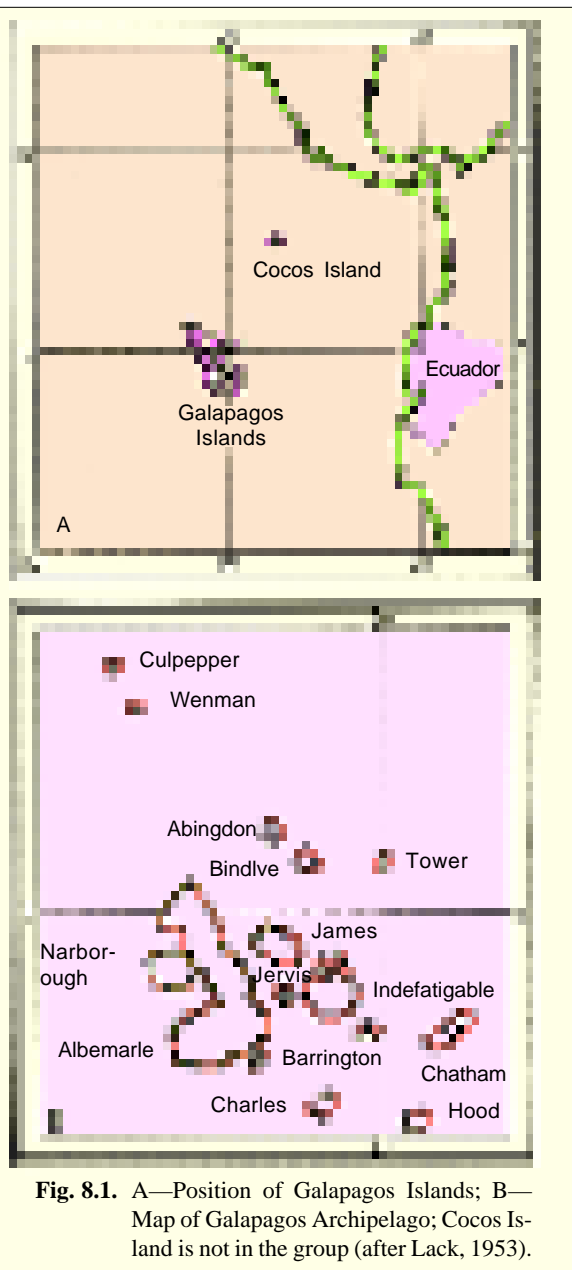 Cocos Island
Ecuador
Galapagos
Islands
A
Culpepper
Wenman
Abingdon
Bindlve
Tower
James
Narbor-
ough
Jervis
Indefatigable
Albemarle
Barrington
Chatham
Charles
Hood
Fig. 8.1. A—Position of Galapagos Islands; B—
Map of Galapagos Archipelago; Cocos Is-
land is not in the group (after Lack, 1953).